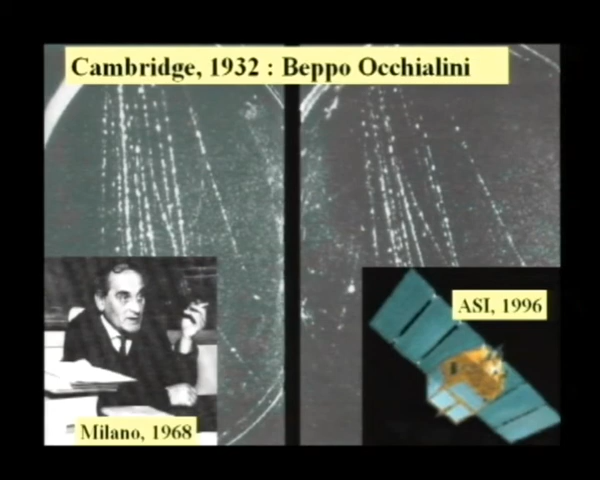 Cambridge, 1932 : Beppo Occhialini
ASI, 1996
Milano, 1968